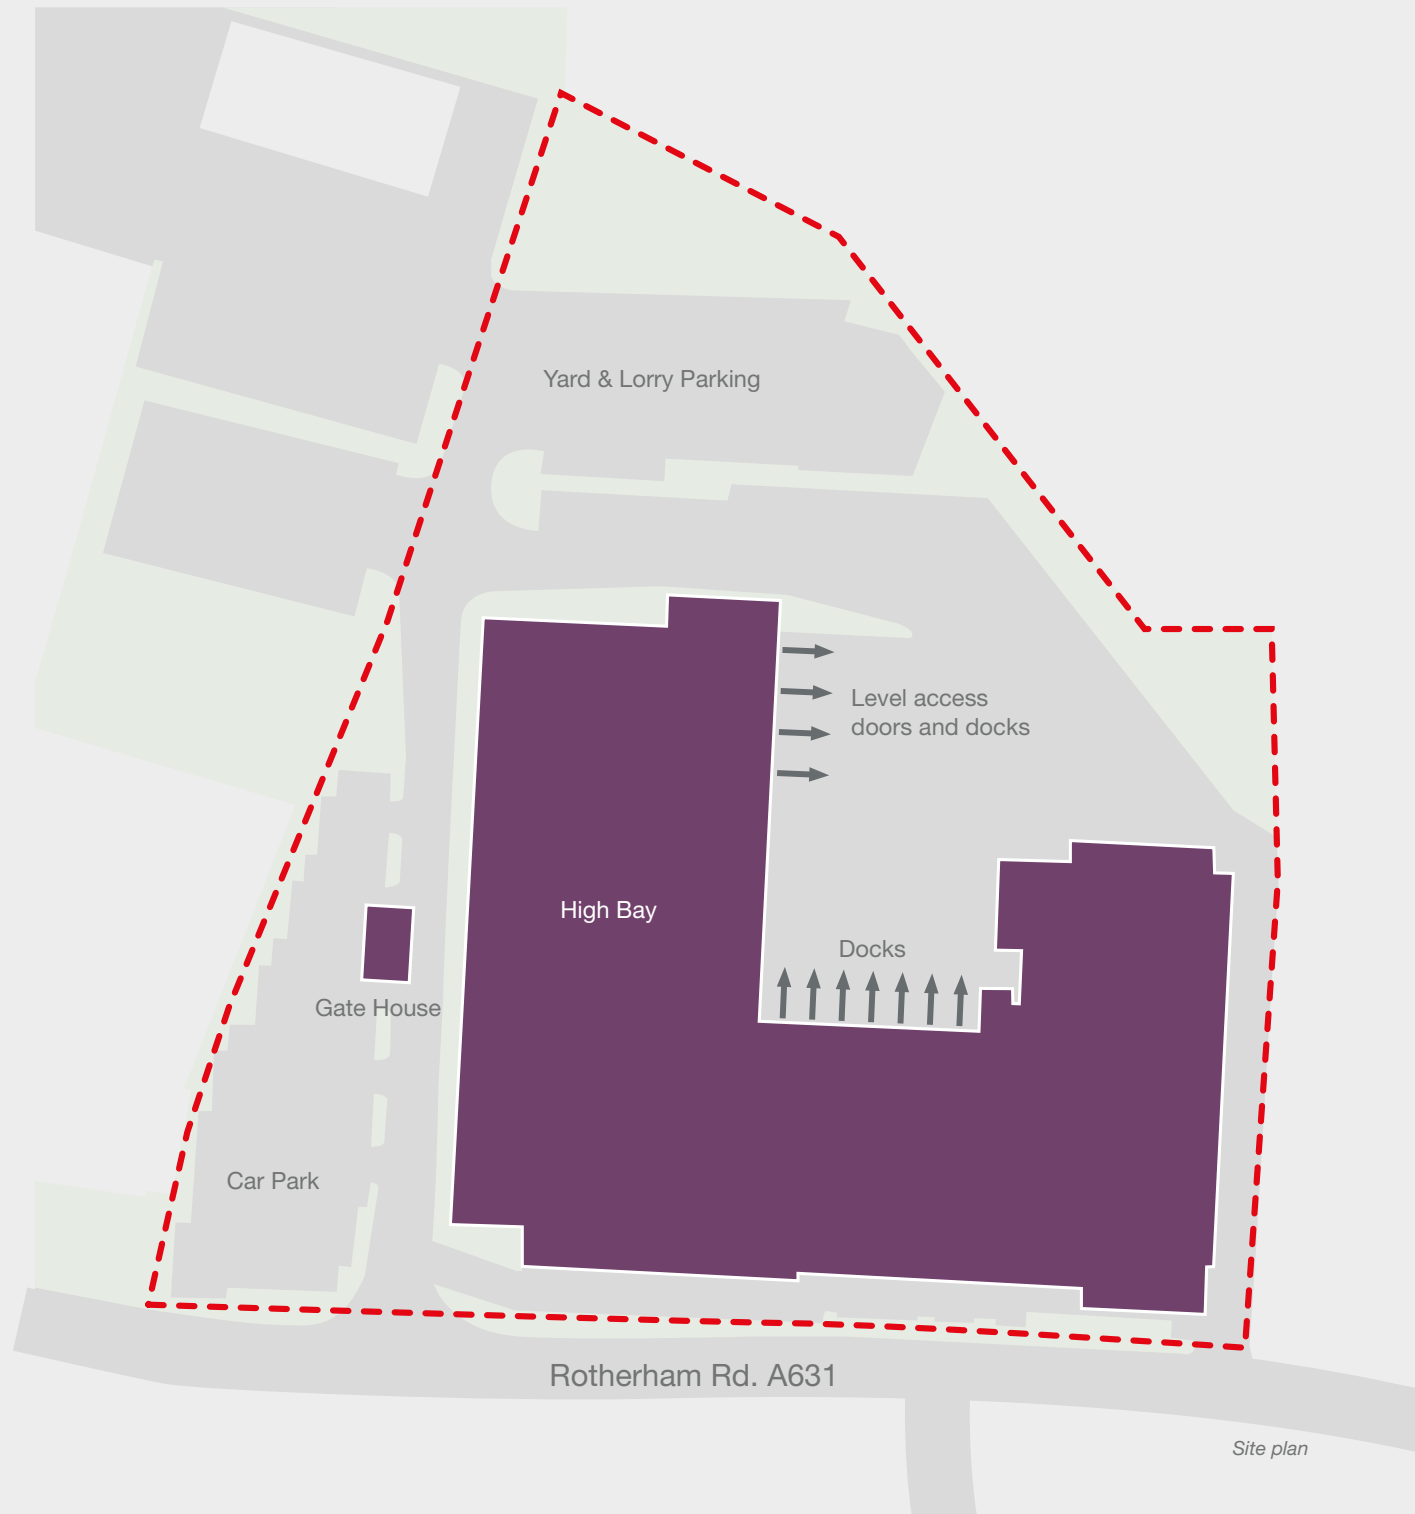 Yard & Lorry Parking
Level access
doors and docks
High Bay
Docks
Gate House
Car Park
Rotherham Rd. A631
Site plan